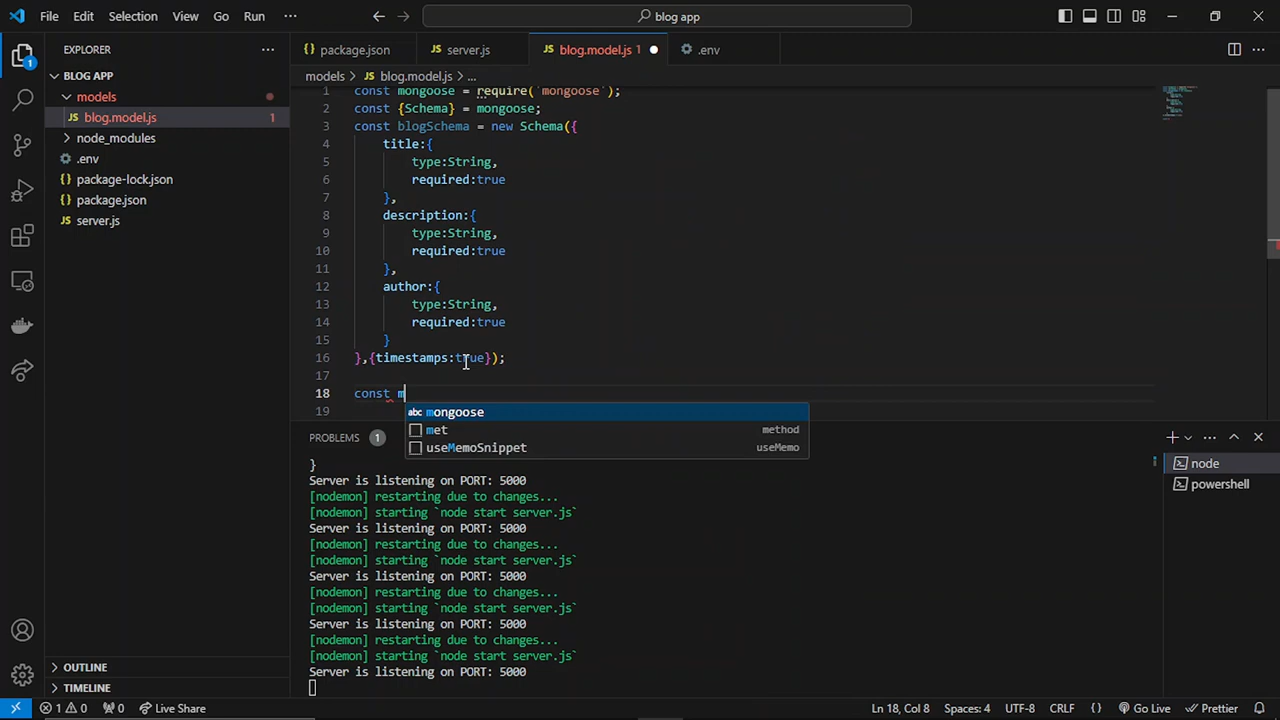 File Edit Selection View Go Run ··· blog app
EXPLORER ···
package.json server.js blog.model.js 1 .env
BLOG APP
models > blog.model.js > ...
models
blog.model.js 1
node_modules
.env
package-lock.json
package.json
server.js
1 const mongoose = require('mongoose');
2 const {Schema} = mongoose;
3 const blogSchema = new Schema({
4 title:{
5 type:String,
6 required:true
7 },
8 description:{
9 type:String,
10 required:true
11 },
12 author:{
13 type:String,
14 required:true
15 }
16 },{timestamps:true});
17
18 const m
19
mongoose
met method
useMemoSnippet useMemo
PROBLEMS 1
node
powershell
}
Server is listening on PORT: 5000
[nodemon] restarting due to changes...
[nodemon] starting `node start server.js`
Server is listening on PORT: 5000
[nodemon] restarting due to changes...
[nodemon] starting `node start server.js`
Server is listening on PORT: 5000
[nodemon] restarting due to changes...
[nodemon] starting `node start server.js`
Server is listening on PORT: 5000
[nodemon] restarting due to changes...
[nodemon] starting `node start server.js`
Server is listening on PORT: 5000
OUTLINE
TIMELINE
1 0 0 Live Share Ln 18, Col 8 Spaces: 4 UTF-8 CRLF {} JavaScript Go Live Prettier